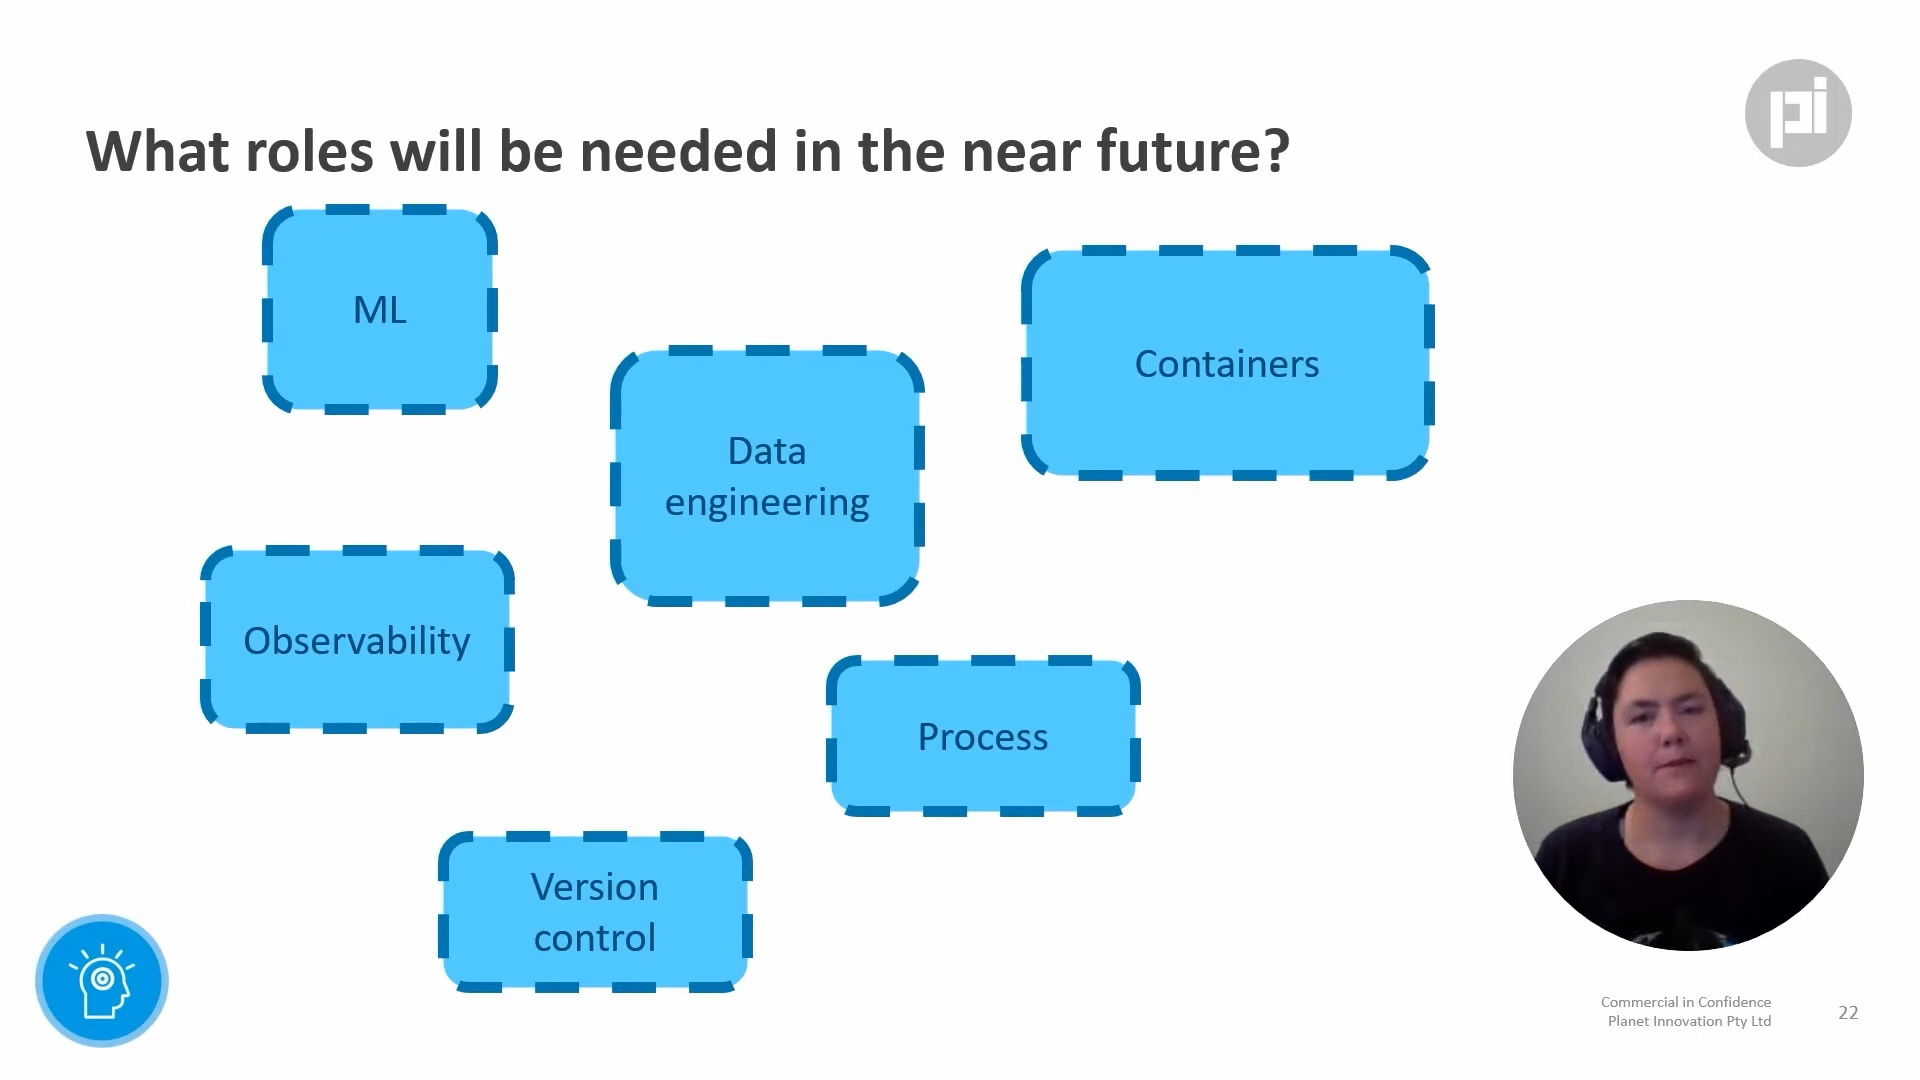 What roles will be needed in the near future?
pi
ML
Containers
Data
engineering
Observability
Process
Version
control
Commercial in Confidence
Planet Innovation Pty Ltd
22